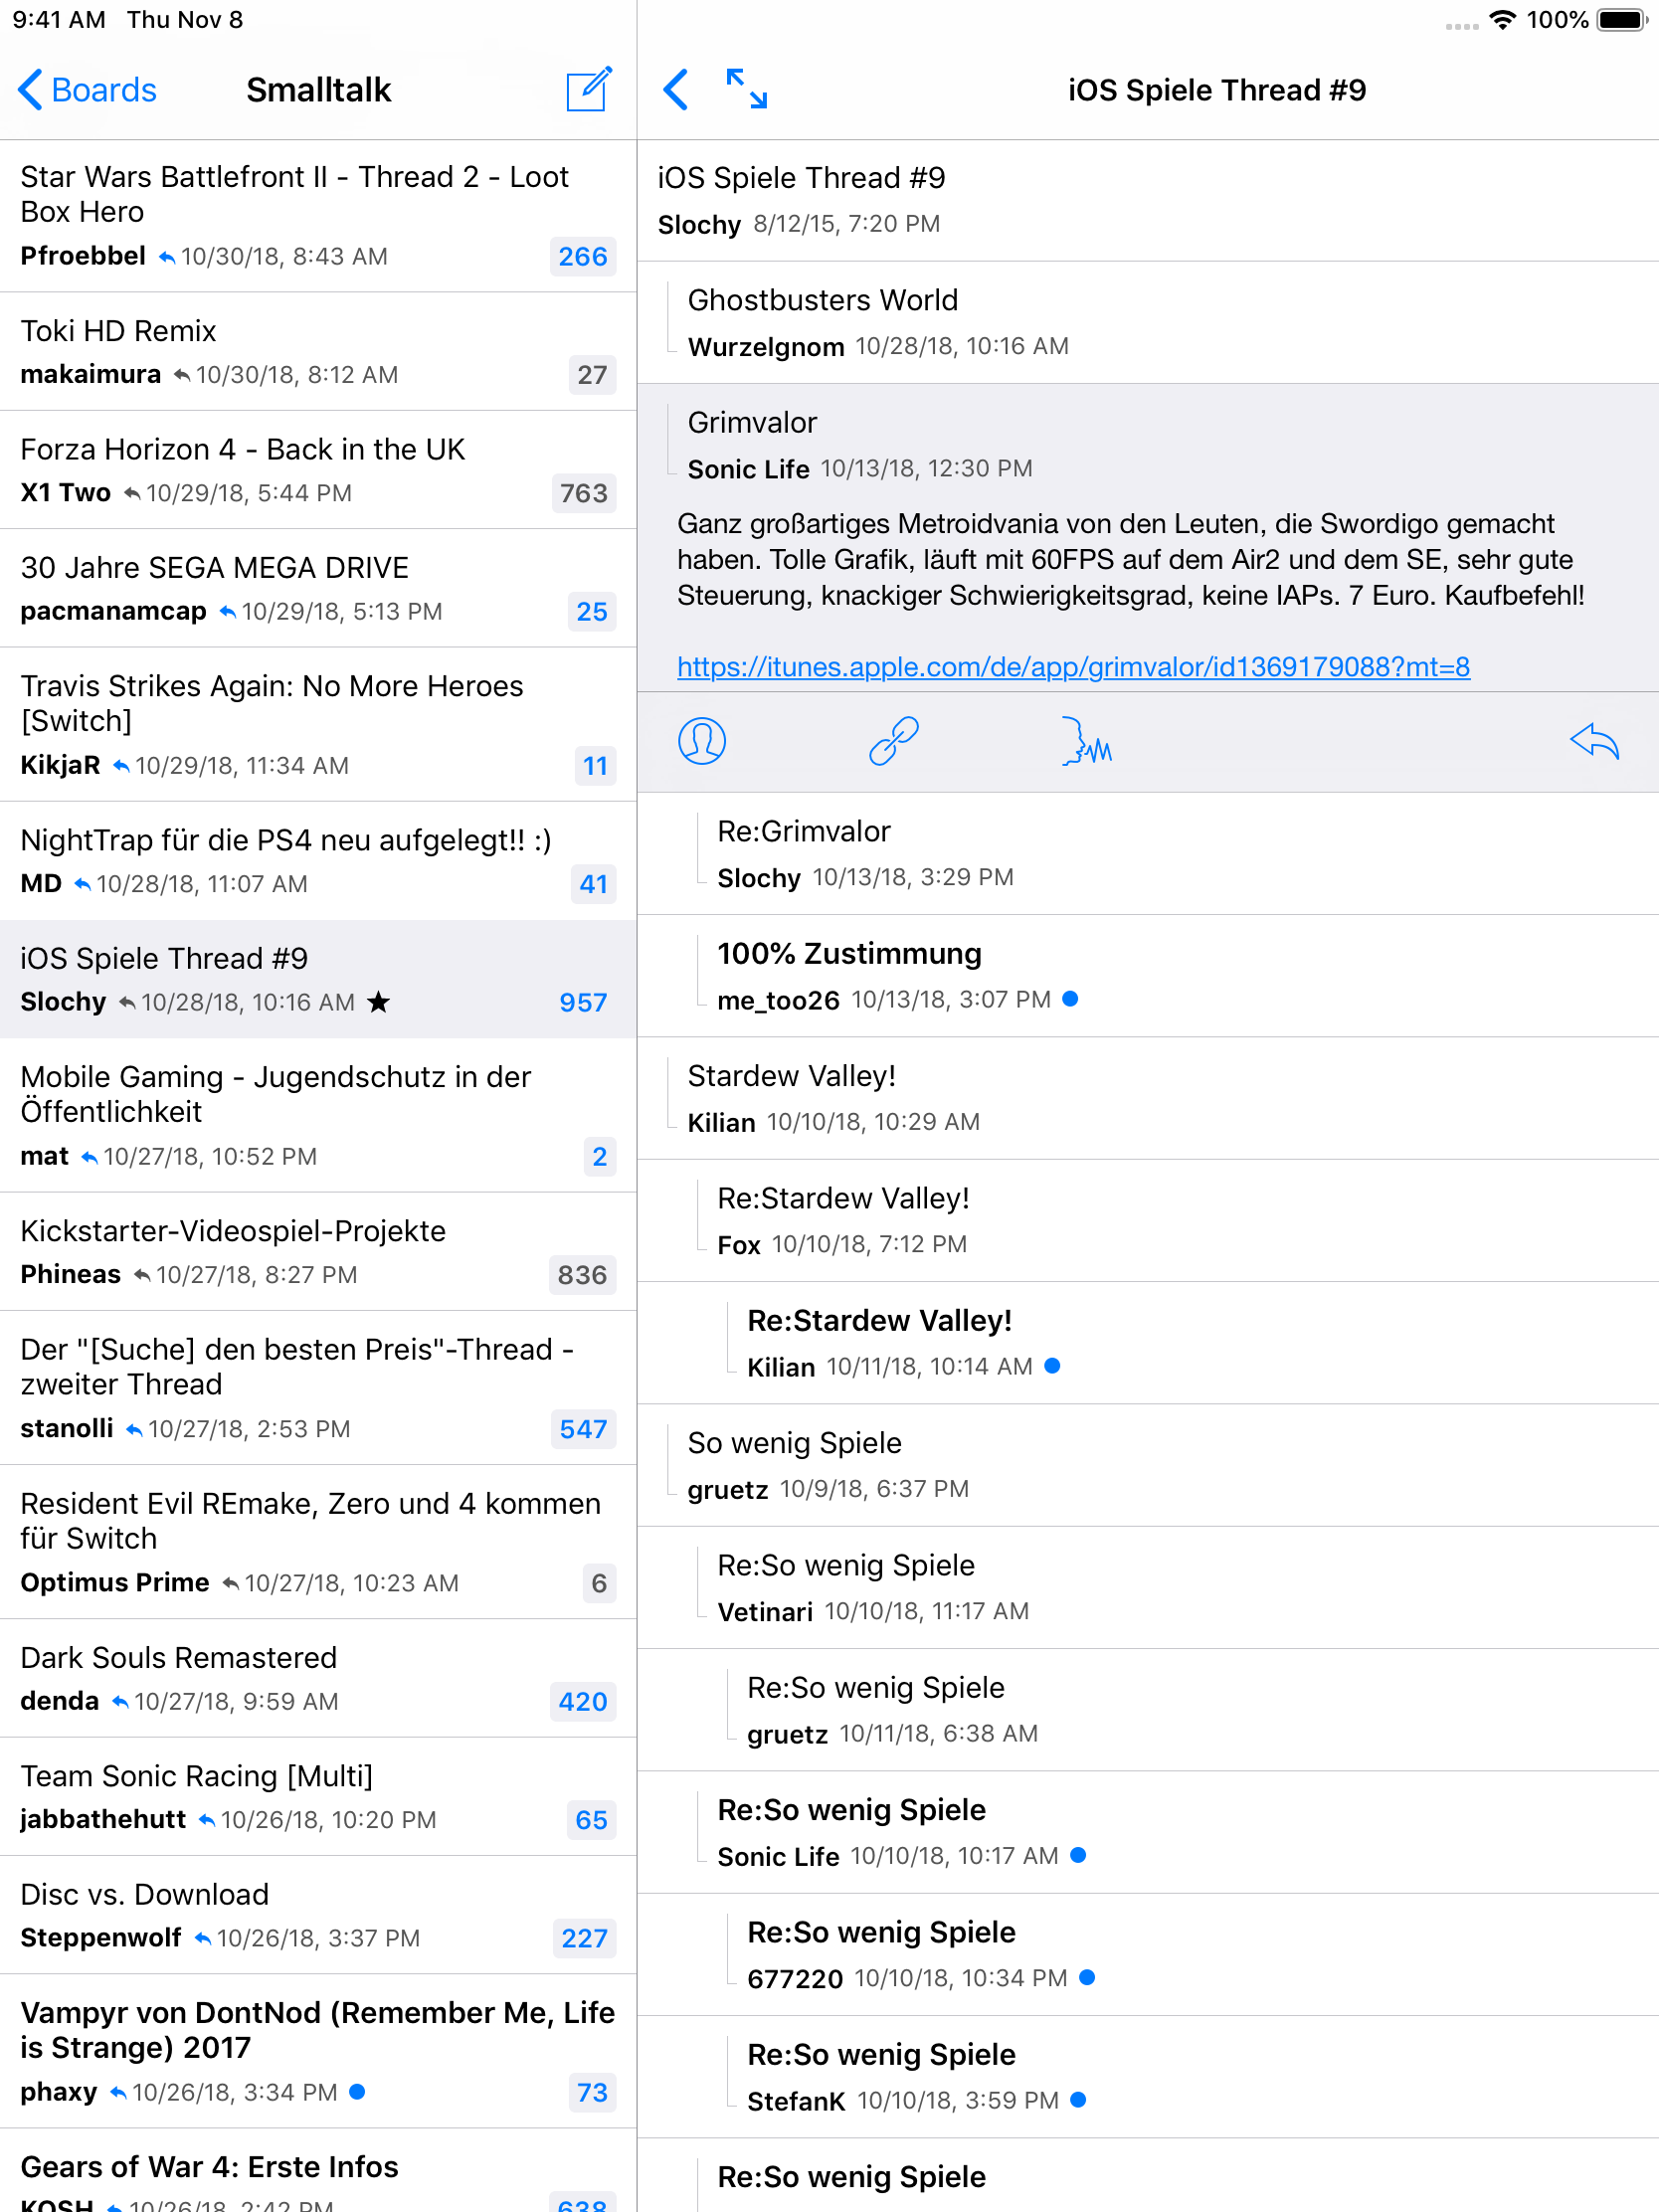 9:41 AM Thu Nov 8
100%
Boards
Smalltalk
Star Wars Battlefront II - Thread 2 - Loot
Box Hero
Pfroebbel 10/30/18, 8:43 AM 266
Toki HD Remix
makaimura 10/30/18, 8:12 AM 27
Forza Horizon 4 - Back in the UK
X1 Two 10/29/18, 5:44 PM 763
30 Jahre SEGA MEGA DRIVE
pacmanamcap 10/29/18, 5:13 PM 25
Travis Strikes Again: No More Heroes
[Switch]
KikjaR 10/29/18, 11:34 AM 11
NightTrap für die PS4 neu aufgelegt!! :)
MD 10/28/18, 11:07 AM 41
iOS Spiele Thread #9
Slochy 10/28/18, 10:16 AM 957
Mobile Gaming - Jugendschutz in der
Öffentlichkeit
mat 10/27/18, 10:52 PM 2
Kickstarter-Videospiel-Projekte
Phineas 10/27/18, 8:27 PM 836
Der "[Suche] den besten Preis"-Thread -
zweiter Thread
stanolli 10/27/18, 2:53 PM 547
Resident Evil REmake, Zero und 4 kommen
für Switch
Optimus Prime 10/27/18, 10:23 AM 6
Dark Souls Remastered
denda 10/27/18, 9:59 AM 420
Team Sonic Racing [Multi]
jabbathehutt 10/26/18, 10:20 PM 65
Disc vs. Download
Steppenwolf 10/26/18, 3:37 PM 227
Vampyr von DontNod (Remember Me, Life
is Strange) 2017
phaxy 10/26/18, 3:34 PM 73
Gears of War 4: Erste Infos
KOSH 10/26/18, 2:42 PM 638
iOS Spiele Thread #9
iOS Spiele Thread #9
Slochy 8/12/15, 7:20 PM
Ghostbusters World
Wurzelgnom 10/28/18, 10:16 AM
Grimvalor
Sonic Life 10/13/18, 12:30 PM
Ganz großartiges Metroidvania von den Leuten, die Swordigo gemacht
haben. Tolle Grafik, läuft mit 60FPS auf dem Air2 und dem SE, sehr gute
Steuerung, knackiger Schwierigkeitsgrad, keine IAPs. 7 Euro. Kaufbefehl!
https://itunes.apple.com/de/app/grimvalor/id1369179088?mt=8
Re:Grimvalor
Slochy 10/13/18, 3:29 PM
100% Zustimmung
me_too26 10/13/18, 3:07 PM
Stardew Valley!
Kilian 10/10/18, 10:29 AM
Re:Stardew Valley!
Fox 10/10/18, 7:12 PM
Re:Stardew Valley!
Kilian 10/11/18, 10:14 AM
So wenig Spiele
gruetz 10/9/18, 6:37 PM
Re:So wenig Spiele
Vetinari 10/10/18, 11:17 AM
Re:So wenig Spiele
gruetz 10/11/18, 6:38 AM
Re:So wenig Spiele
Sonic Life 10/10/18, 10:17 AM
Re:So wenig Spiele
677220 10/10/18, 10:34 PM
Re:So wenig Spiele
StefanK 10/10/18, 3:59 PM
Re:So wenig Spiele